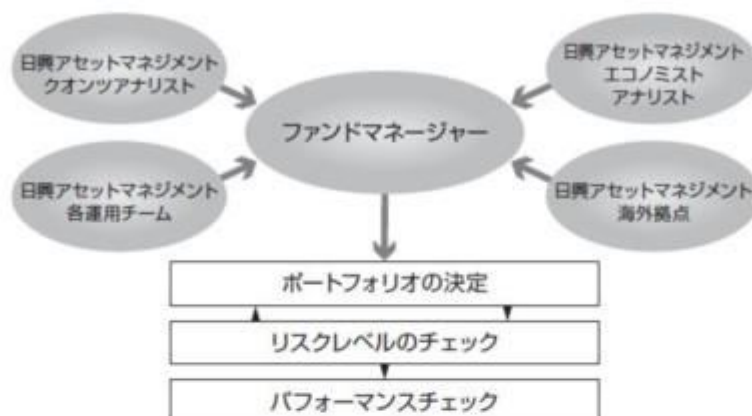 日興アセットマネジメント
クオンツアナリスト
日興アセットマネジメント
エコノミスト
アナリスト
ファンドマネージャー
日興アセットマネジメント
各運用チーム
日興アセットマネジメント
海外拠点
ポートフォリオの決定
リスクレベルのチェック
パフォーマンスチェック